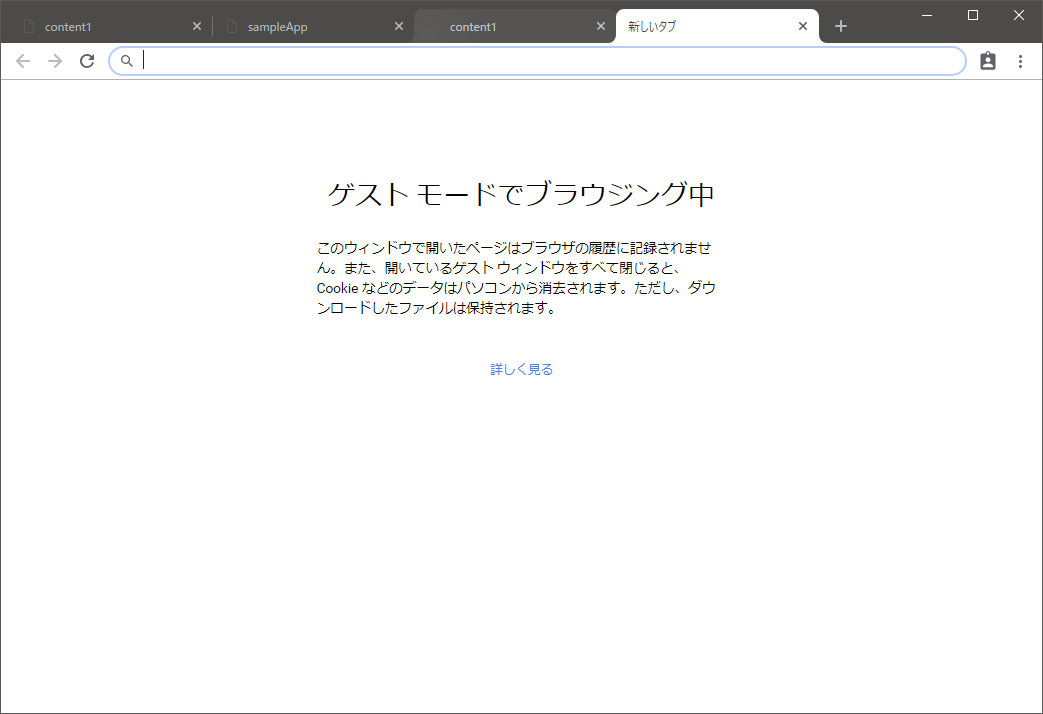 content1
sampleApp
content1
新しいタブ
ゲスト モードでブラウジング中
このウィンドウで開いたページはブラウザの履歴に記録されませ
ん。また、開いているゲスト ウィンドウをすべて閉じると、
Cookie などのデータはパソコンから消去されます。ただし、ダウ
ンロードしたファイルは保持されます。
詳しく見る